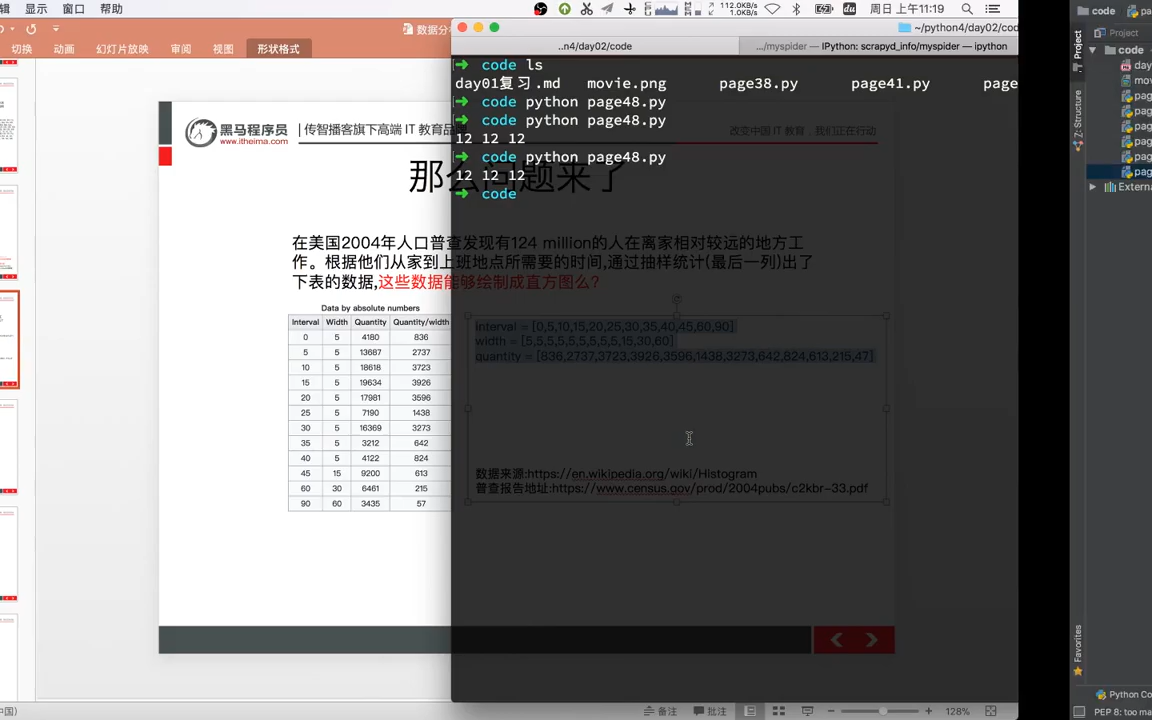 辑 显示 窗口 帮助
112.0KB/s
1.0KB/s
周日 上午11:19
切换 动画 幻灯片放映 审阅 视图 形状格式
数据分
~/python4/day02/cod
..n4/day02/code
.../myspider — IPython: scrapyd_info/myspider — ipython
→ code ls
day01复习.md movie.png page38.py page41.py page
→ code python page48.py
→ code python page48.py
12 12 12
→ code python page48.py
12 12 12
→ code
黑马程序员
www.itheima.com
传智播客旗下高端 IT 教育品牌
改变中国 IT 教育，我们正在行动
那么问题来了
在美国2004年人口普查发现有124 million的人在离家相对较远的地方工
作。根据他们从家到上班地点所需要的时间,通过抽样统计(最后一列)出了
下表的数据,这些数据能够绘制成直方图么?
Data by absolute numbers
Interval Width Quantity Quantity/width
0 5 4180 836
5 5 13687 2737
10 5 18618 3723
15 5 19634 3926
20 5 17981 3596
25 5 7190 1438
30 5 16369 3273
35 5 3212 642
40 5 4122 824
45 15 9200 613
60 30 6461 215
90 60 3435 57
interval = [0,5,10,15,20,25,30,35,40,45,60,90]
width = [5,5,5,5,5,5,5,5,5,15,30,60]
quantity = [836,2737,3723,3926,3596,1438,3273,642,824,613,215,47]
数据来源:https://en.wikipedia.org/wiki/Histogram
普查报告地址:https://www.census.gov/prod/2004pubs/c2kbr-33.pdf
中国)
备注 批注
128%
code pa
Project
Project
code
day
mov
pag
pag
pag
pag
pag
pag
Externa
Z: Structure
Favorites
Python Co
PEP 8: too ma